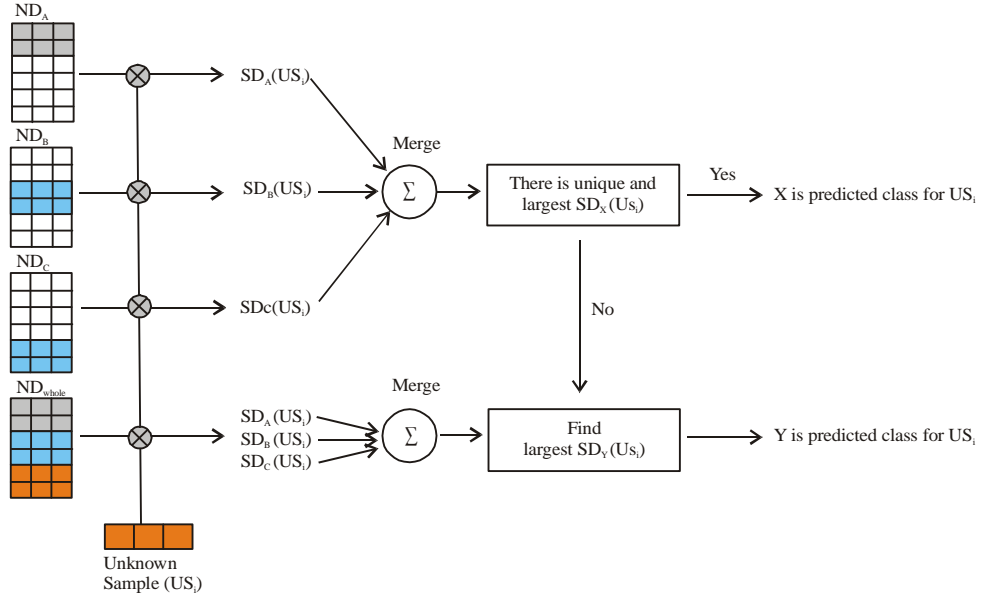 ND_A
SD_A(US_i)
Merge
ND_B
SD_B(US_i)
Σ
There is unique and
largest SD_X(Us_i)
Yes
X is predicted class for US_i
ND_C
SDc(US_i)
No
ND_whole
Merge
SD_A(US_i)
SD_B(US_i)
SD_C(US_i)
Σ
Find
largest SD_Y(Us_i)
Y is predicted class for US_i
Unknown
Sample (US_i)